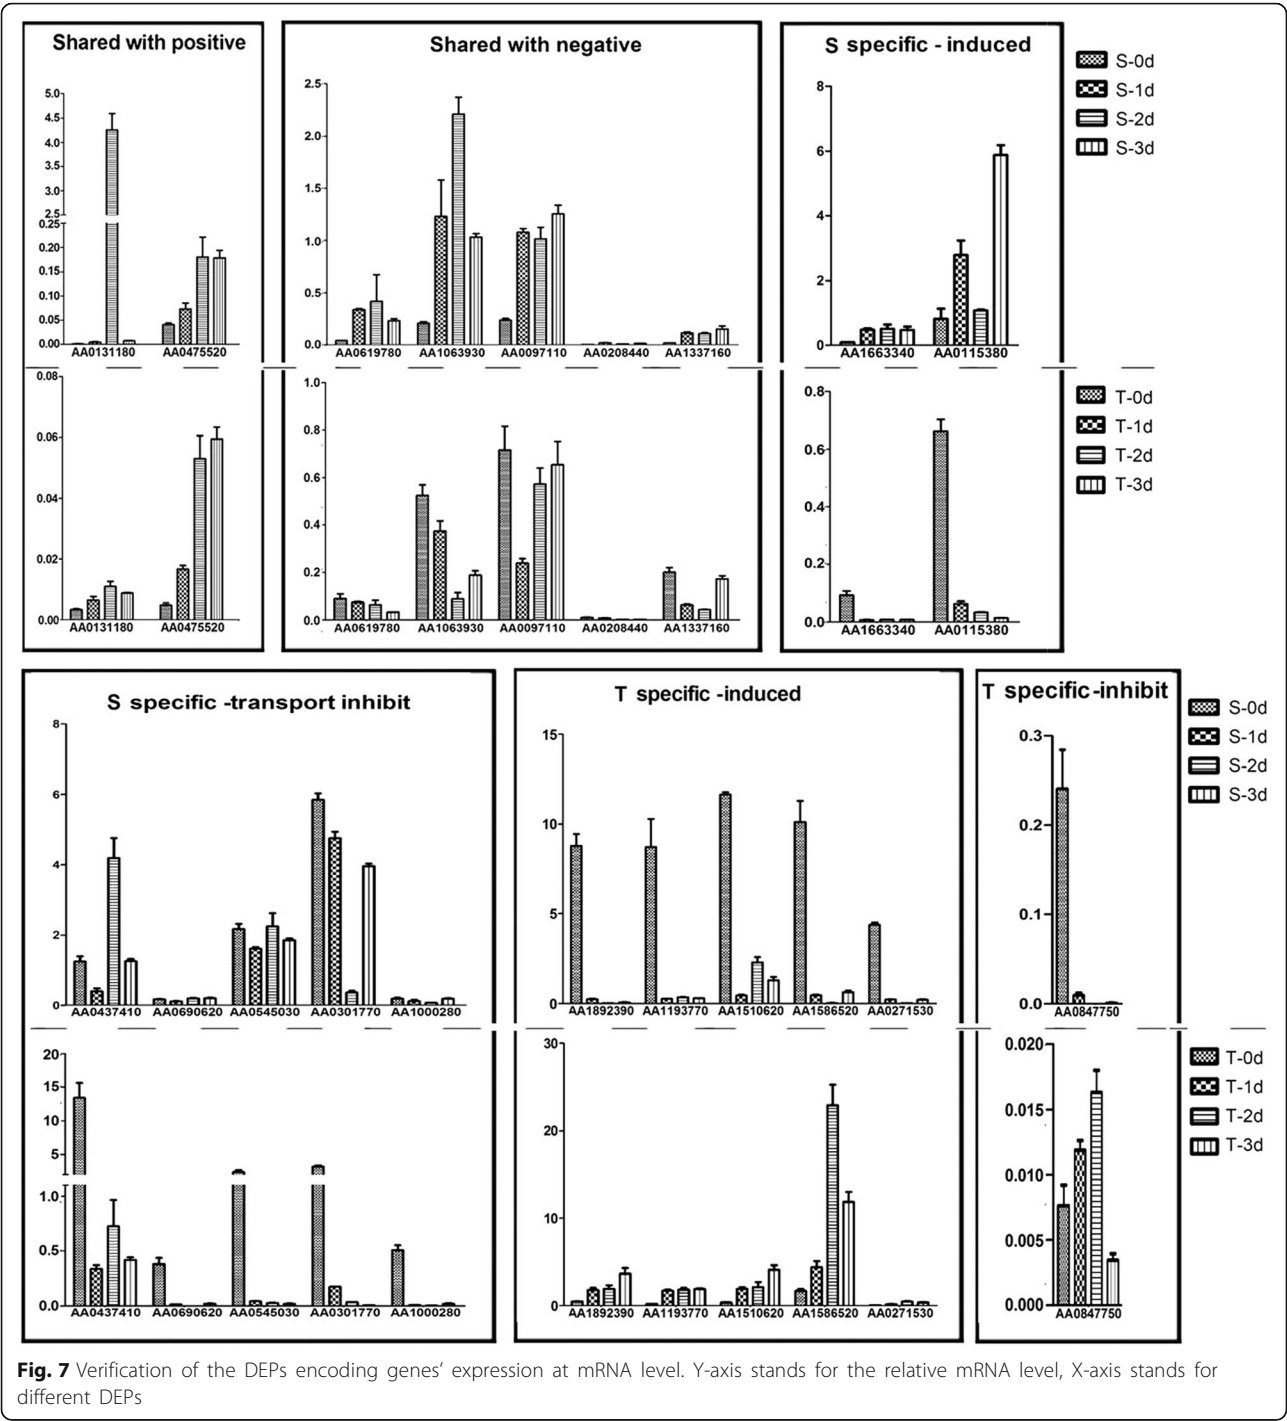 Shared with positive
5.0
4.5
4.0
3.5
3.0
2.5
0.25
0.20
0.15
0.10
0.05
0.00
AA0131180 AA0475520
0.08
0.06
0.04
0.02
0.00
AA0131180 AA0475520
Shared with negative
2.5
2.0
1.5
1.0
0.5
0.0
AA0619780 AA1063930 AA0097110 AA0208440 AA1337160
1.0
0.8
0.6
0.4
0.2
0.0
AA0619780 AA1063930 AA0097110 AA0208440 AA1337160
S specific - induced
8
6
4
2
0
AA1663340 AA0115380
0.8
0.6
0.4
0.2
0.0
AA1663340 AA0115380
S-0d
S-1d
S-2d
S-3d
T-0d
T-1d
T-2d
T-3d
S specific -transport inhibit
8
6
4
2
0
AA0437410 AA0690620 AA0545030 AA0301770 AA1000280
20
15
10
5
1.0
0.5
0.0
AA0437410 AA0690620 AA0545030 AA0301770 AA1000280
T specific -induced
15
10
5
0
AA1892390 AA1193770 AA1510620 AA1586520 AA0271530
30
20
10
0
AA1892390 AA1193770 AA1510620 AA1586520 AA0271530
T specific-inhibit
0.3
0.2
0.1
0.0
AA0847750
0.020
0.015
0.010
0.005
0.000
AA0847750
S-0d
S-1d
S-2d
S-3d
T-0d
T-1d
T-2d
T-3d
Fig. 7 Verification of the DEPs encoding genes' expression at mRNA level. Y-axis stands for the relative mRNA level, X-axis stands for
different DEPs